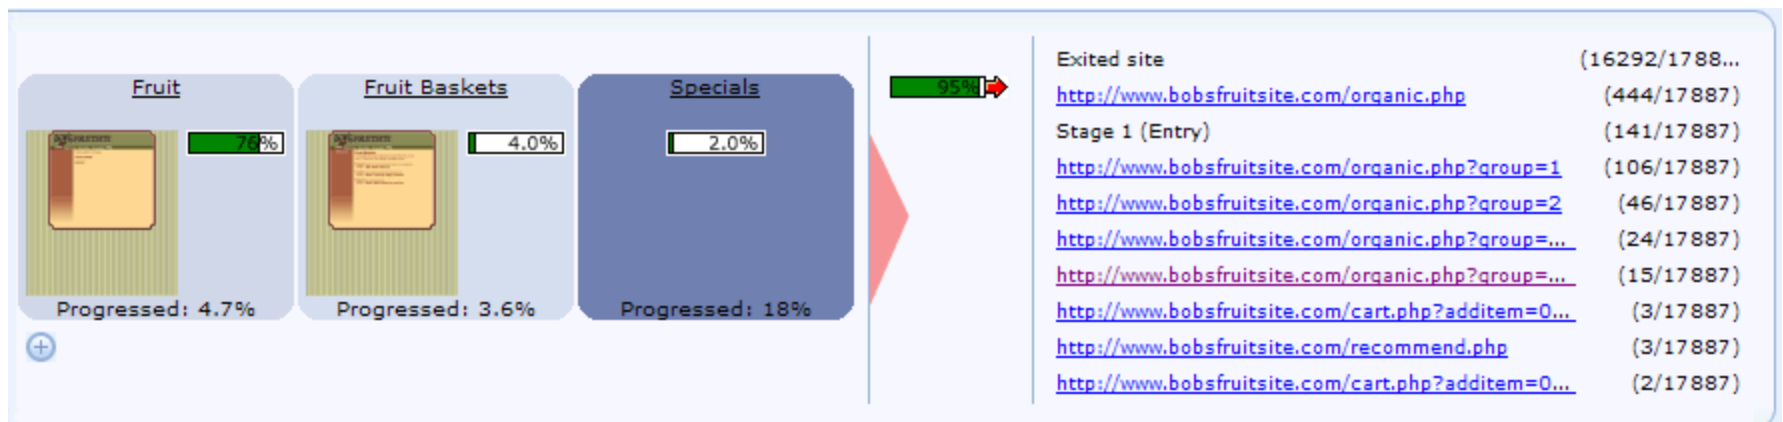 Fruit
76%
Progressed: 4.7%
Fruit Baskets
4.0%
Progressed: 3.6%
Specials
2.0%
Progressed: 18%
95%
Exited site (16292/1788...
http://www.bobsfruitsite.com/organic.php (444/17887)
Stage 1 (Entry) (141/17887)
http://www.bobsfruitsite.com/organic.php?group=1 (106/17887)
http://www.bobsfruitsite.com/organic.php?group=2 (46/17887)
http://www.bobsfruitsite.com/organic.php?group=... (24/17887)
http://www.bobsfruitsite.com/organic.php?group=... (15/17887)
http://www.bobsfruitsite.com/cart.php?additem=0... (3/17887)
http://www.bobsfruitsite.com/recommend.php (3/17887)
http://www.bobsfruitsite.com/cart.php?additem=0... (2/17887)